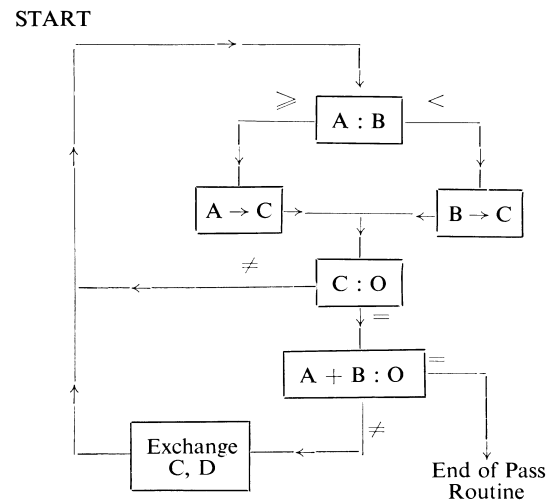 START
⩾
<
A : B
A → C
B → C
≠
C : O
=
A + B : O
=
≠
Exchange
C, D
End of Pass
Routine